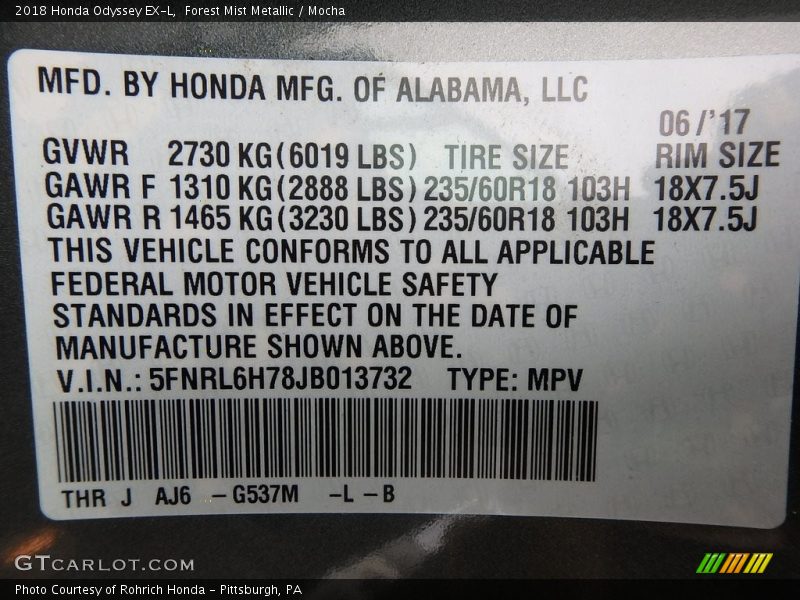 2018 Honda Odyssey EX-L,  Forest Mist Metallic / Mocha
MFD. BY HONDA MFG. OF ALABAMA, LLC
06/'17
GVWR 2730 KG(6019 LBS) TIRE SIZE RIM SIZE
GAWR F 1310 KG(2888 LBS) 235/60R18 103H 18X7.5J
GAWR R 1465 KG(3230 LBS) 235/60R18 103H 18X7.5J
THIS VEHICLE CONFORMS TO ALL APPLICABLE
FEDERAL MOTOR VEHICLE SAFETY
STANDARDS IN EFFECT ON THE DATE OF
MANUFACTURE SHOWN ABOVE.
V.I.N.: 5FNRL6H78JB013732 TYPE: MPV
THR J AJ6 - G537M -L - B
GTCARLOT.COM
Photo Courtesy of Rohrich Honda - Pittsburgh, PA